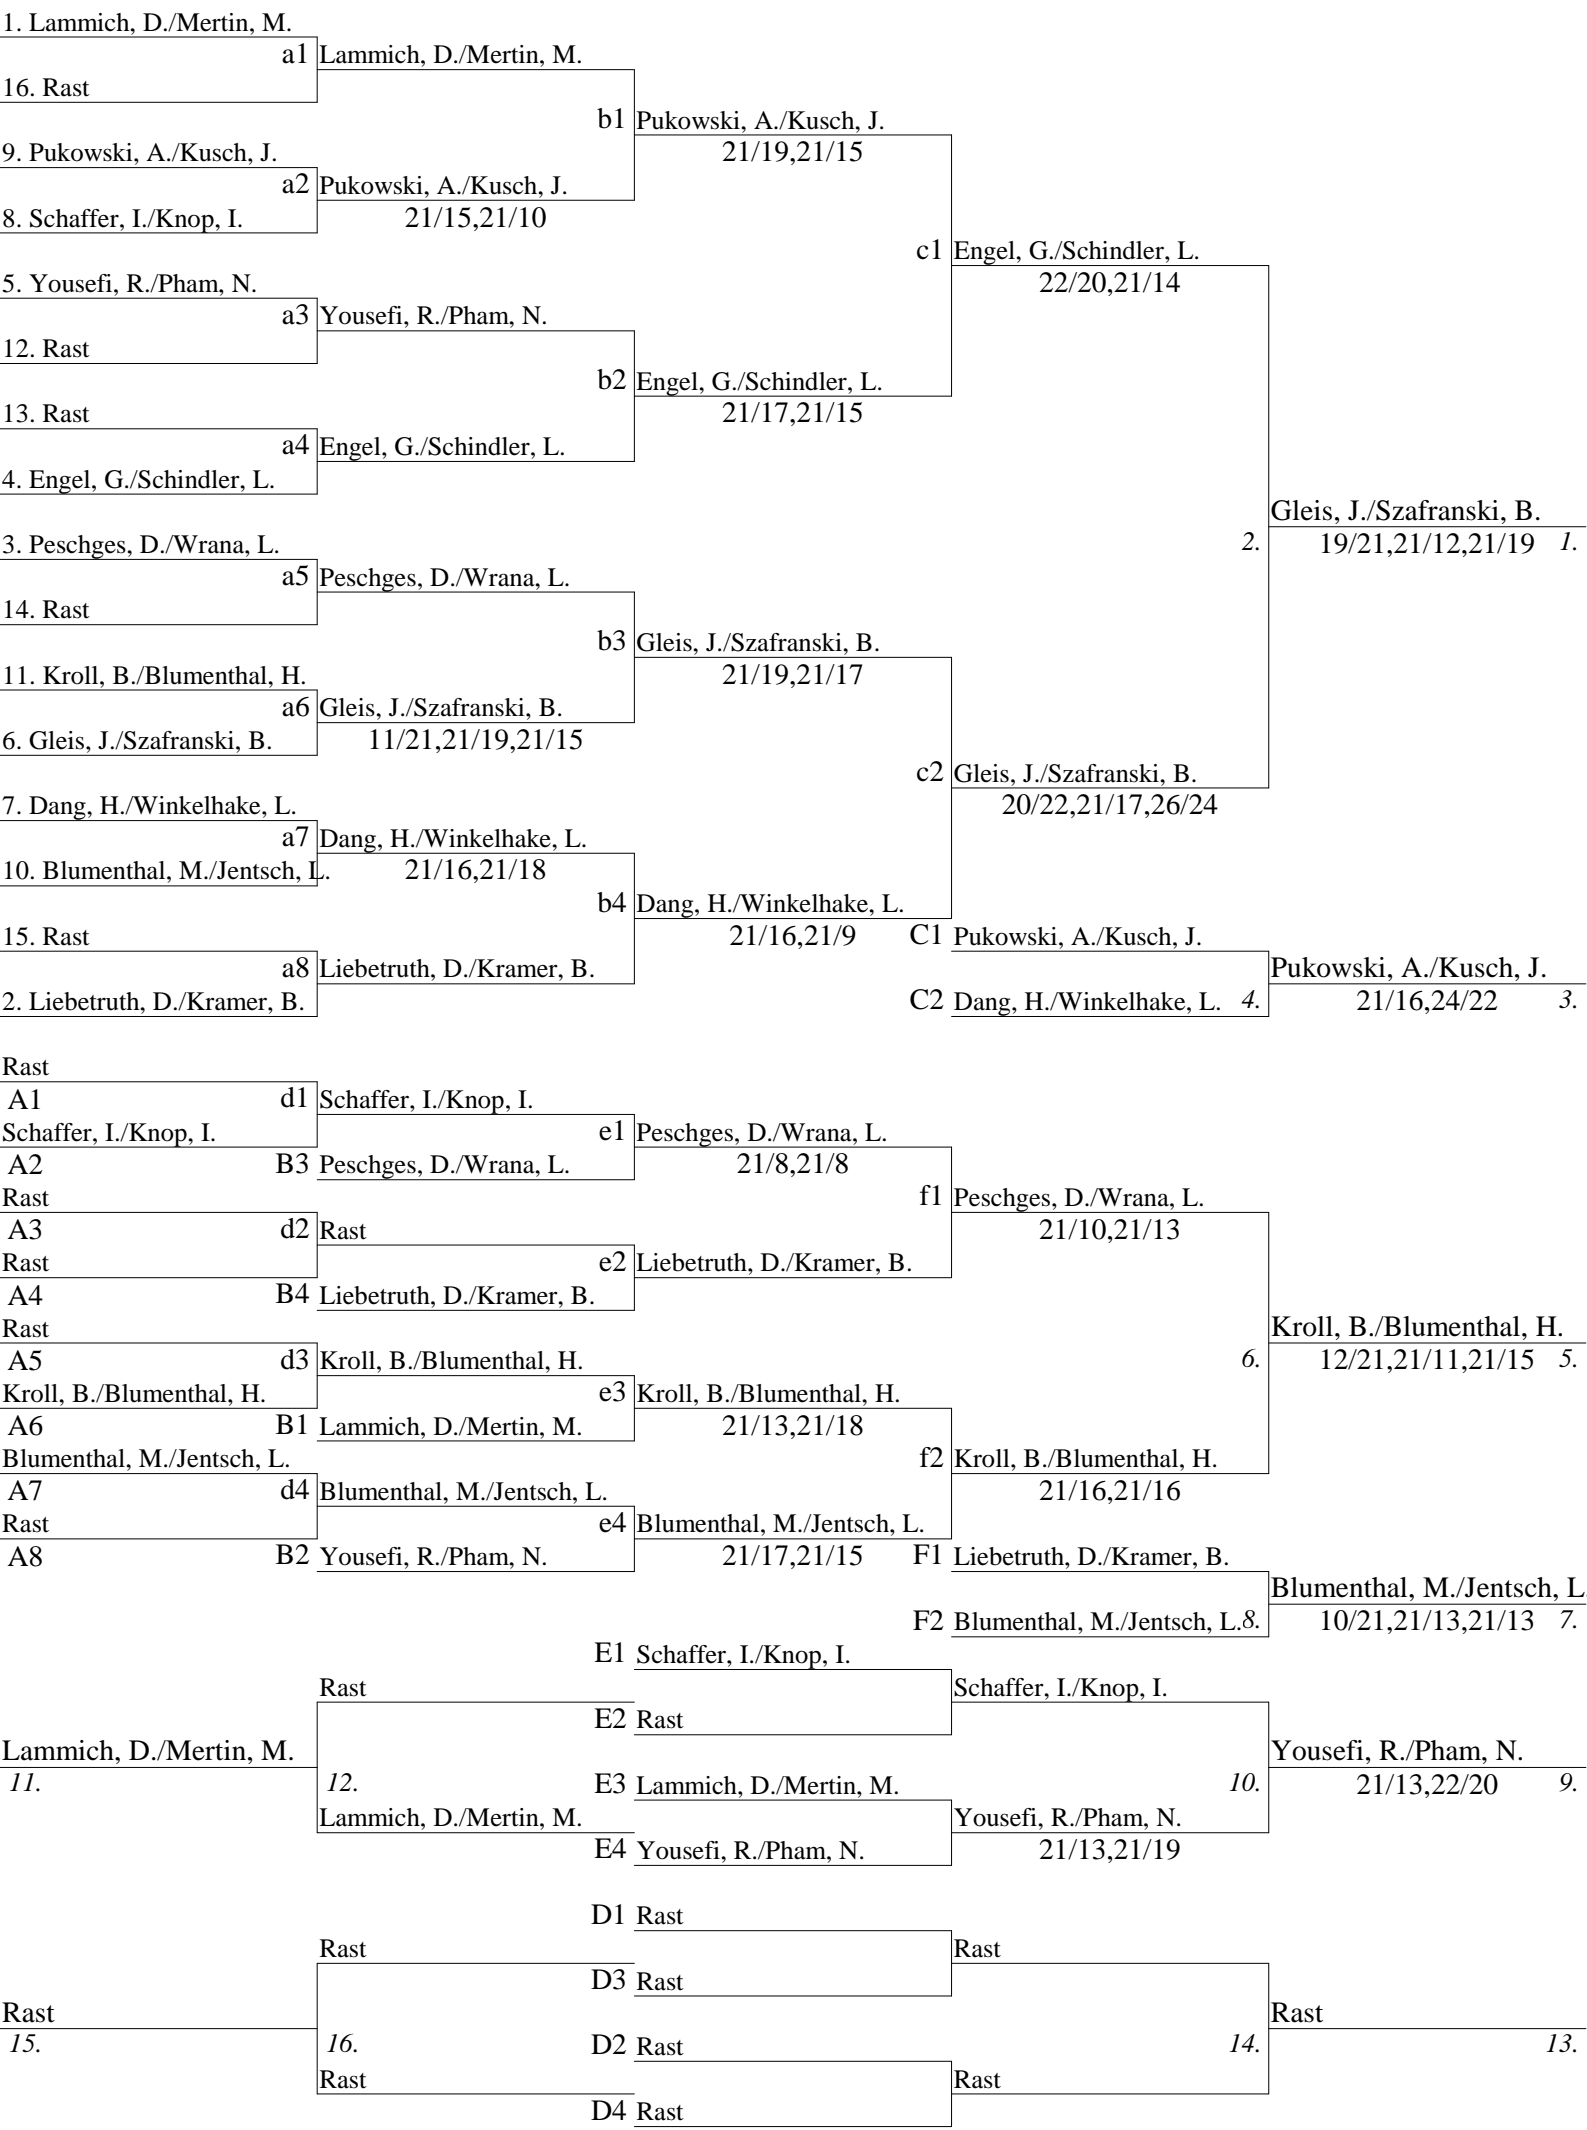 1. Lammich, D./Mertin, M.
a1 Lammich, D./Mertin, M.
16. Rast
b1 Pukowski, A./Kusch, J.
21/19,21/15
9. Pukowski, A./Kusch, J.
a2 Pukowski, A./Kusch, J.
8. Schaffer, I./Knop, I. 21/15,21/10
c1 Engel, G./Schindler, L.
22/20,21/14
5. Yousefi, R./Pham, N.
a3 Yousefi, R./Pham, N.
12. Rast
b2 Engel, G./Schindler, L.
21/17,21/15
13. Rast
a4 Engel, G./Schindler, L.
4. Engel, G./Schindler, L.
Gleis, J./Szafranski, B.
2. 19/21,21/12,21/19 1.
3. Peschges, D./Wrana, L.
a5 Peschges, D./Wrana, L.
14. Rast
b3 Gleis, J./Szafranski, B.
21/19,21/17
11. Kroll, B./Blumenthal, H.
a6 Gleis, J./Szafranski, B.
6. Gleis, J./Szafranski, B. 11/21,21/19,21/15
c2 Gleis, J./Szafranski, B.
20/22,21/17,26/24
7. Dang, H./Winkelhake, L.
a7 Dang, H./Winkelhake, L.
10. Blumenthal, M./Jentsch, L. 21/16,21/18
b4 Dang, H./Winkelhake, L.
21/16,21/9
15. Rast
C1 Pukowski, A./Kusch, J.
a8 Liebetruth, D./Kramer, B.
Pukowski, A./Kusch, J.
2. Liebetruth, D./Kramer, B.
C2 Dang, H./Winkelhake, L. 4. 21/16,24/22 3.
Rast
A1 d1 Schaffer, I./Knop, I.
Schaffer, I./Knop, I. e1 Peschges, D./Wrana, L.
A2 B3 Peschges, D./Wrana, L. 21/8,21/8
Rast f1 Peschges, D./Wrana, L.
A3 d2 Rast 21/10,21/13
Rast e2 Liebetruth, D./Kramer, B.
A4 B4 Liebetruth, D./Kramer, B.
Rast Kroll, B./Blumenthal, H.
A5 d3 Kroll, B./Blumenthal, H. 6. 12/21,21/11,21/15 5.
Kroll, B./Blumenthal, H. e3 Kroll, B./Blumenthal, H.
A6 B1 Lammich, D./Mertin, M. 21/13,21/18
Blumenthal, M./Jentsch, L. f2 Kroll, B./Blumenthal, H.
A7 d4 Blumenthal, M./Jentsch, L. 21/16,21/16
Rast e4 Blumenthal, M./Jentsch, L.
A8 B2 Yousefi, R./Pham, N. 21/17,21/15 F1 Liebetruth, D./Kramer, B.
Blumenthal, M./Jentsch, L.
F2 Blumenthal, M./Jentsch, L. 8. 10/21,21/13,21/13 7.
E1 Schaffer, I./Knop, I.
Rast Schaffer, I./Knop, I.
E2 Rast
Lammich, D./Mertin, M. Yousefi, R./Pham, N.
11. 12. E3 Lammich, D./Mertin, M. 10. 21/13,22/20 9.
Lammich, D./Mertin, M. Yousefi, R./Pham, N.
E4 Yousefi, R./Pham, N. 21/13,21/19
D1 Rast
Rast Rast
D3 Rast
Rast Rast
15. 16. D2 Rast 14. 13.
Rast Rast
D4 Rast